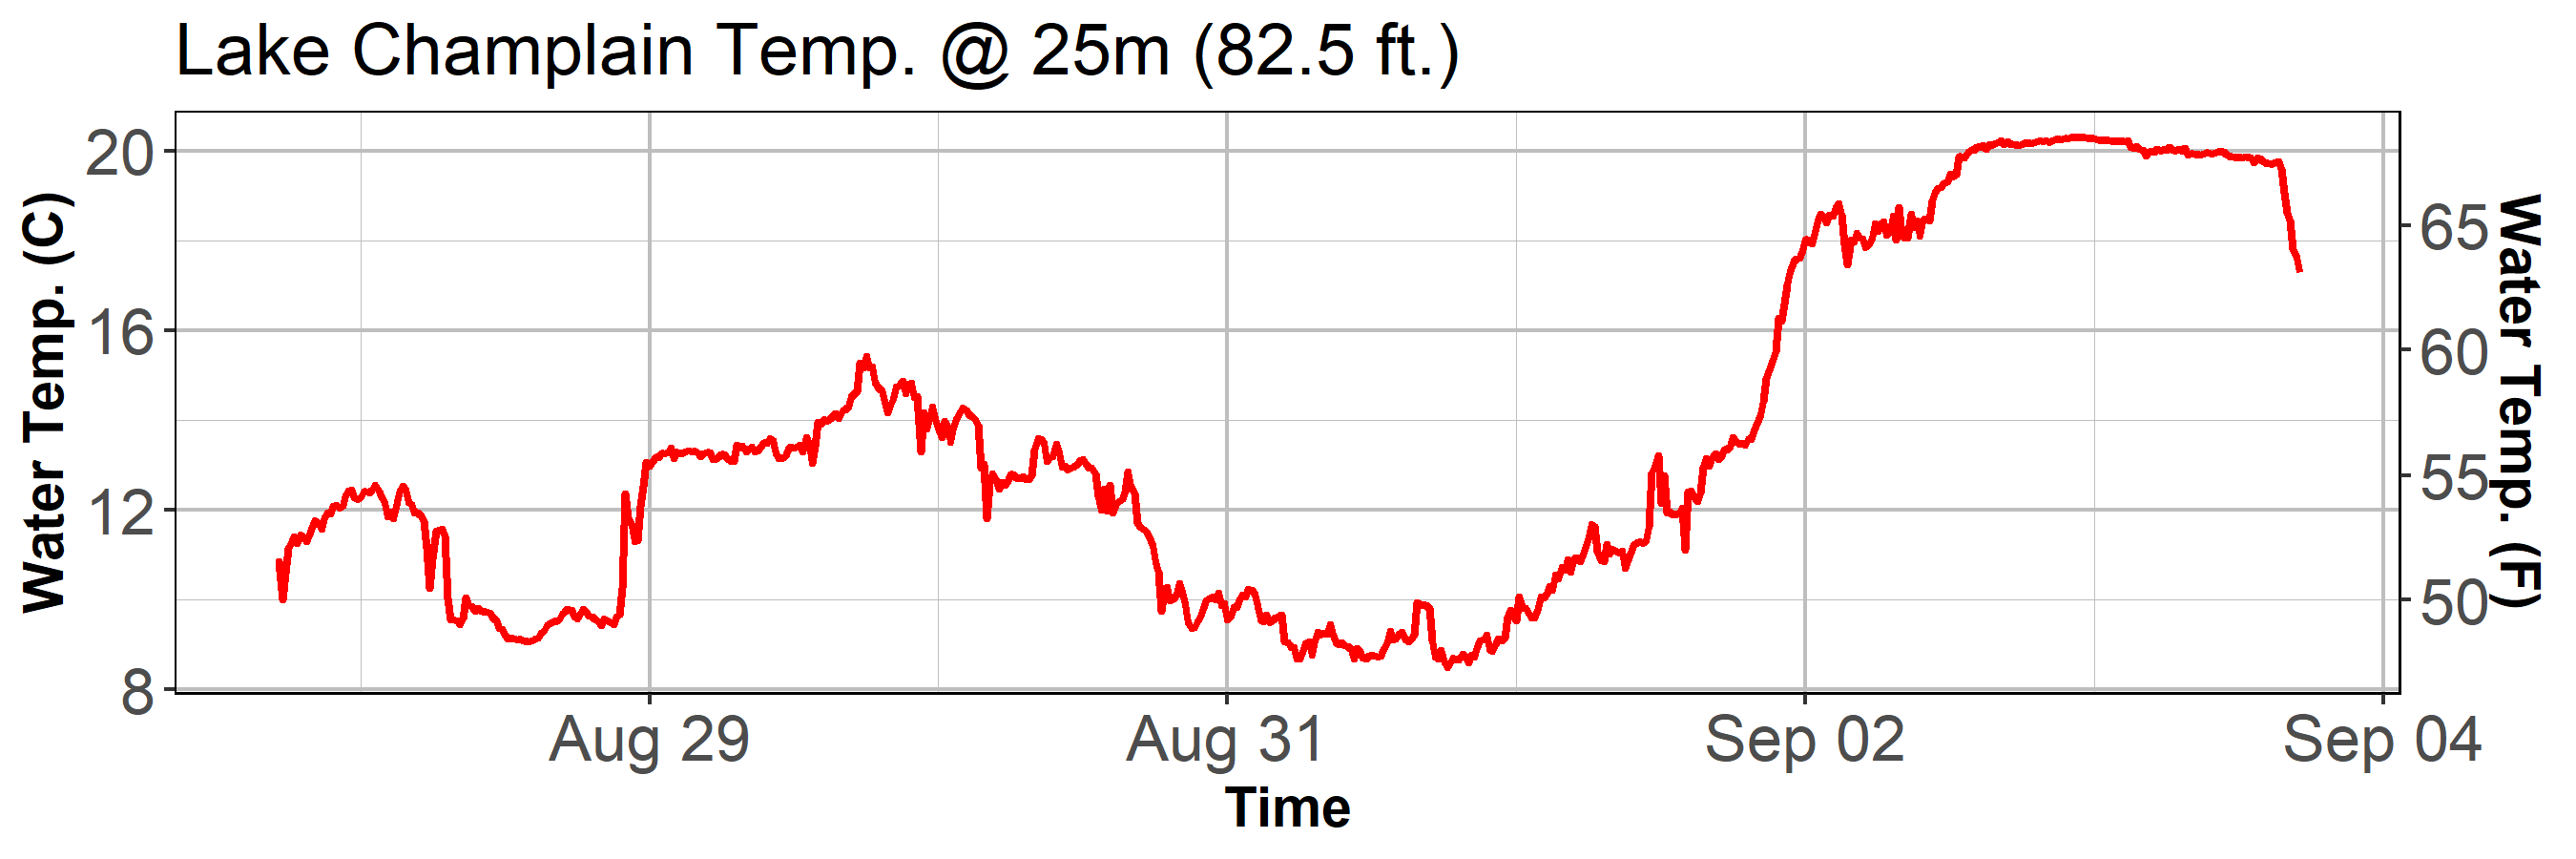 Lake Champlain Temp. @ 25m (82.5 ft.)
Water Temp. (C)
20
16
12
8
65
60
55
50
Water Temp. (F)
Aug 29
Aug 31
Sep 02
Sep 04
Time